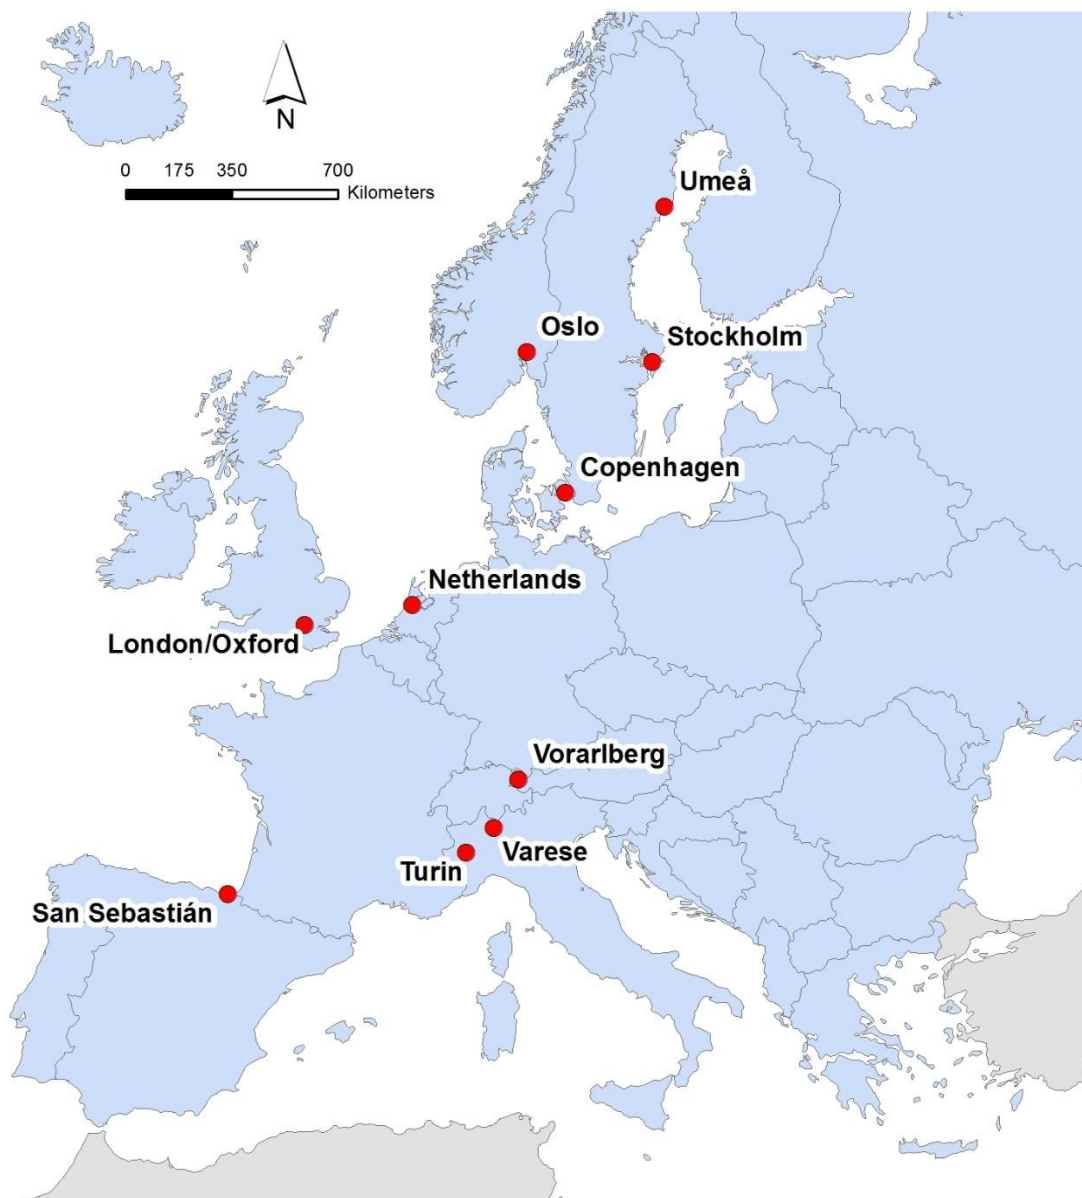 N
0 175 350 700
Kilometers
Umeå
Oslo
Stockholm
Copenhagen
Netherlands
London/Oxford
Vorarlberg
Varese
Turin
San Sebastián